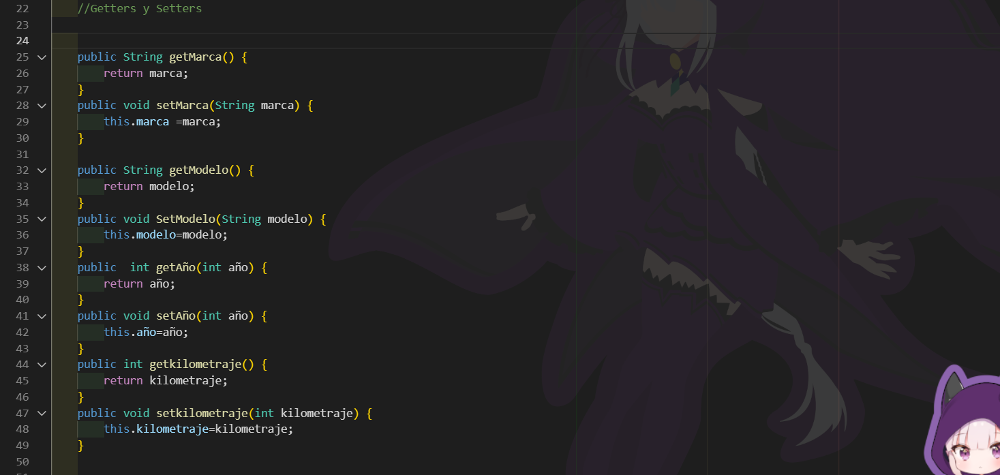 22 //Getters y Setters
23
24
25 public String getMarca() {
26 return marca;
27 }
28 public void setMarca(String marca) {
29 this.marca =marca;
30 }
31
32 public String getModelo() {
33 return modelo;
34 }
35 public void SetModelo(String modelo) {
36 this.modelo=modelo;
37 }
38 public  int getAño(int año) {
39 return año;
40 }
41 public void setAño(int año) {
42 this.año=año;
43 }
44 public int getkilometraje() {
45 return kilometraje;
46 }
47 public void setkilometraje(int kilometraje) {
48 this.kilometraje=kilometraje;
49 }
50